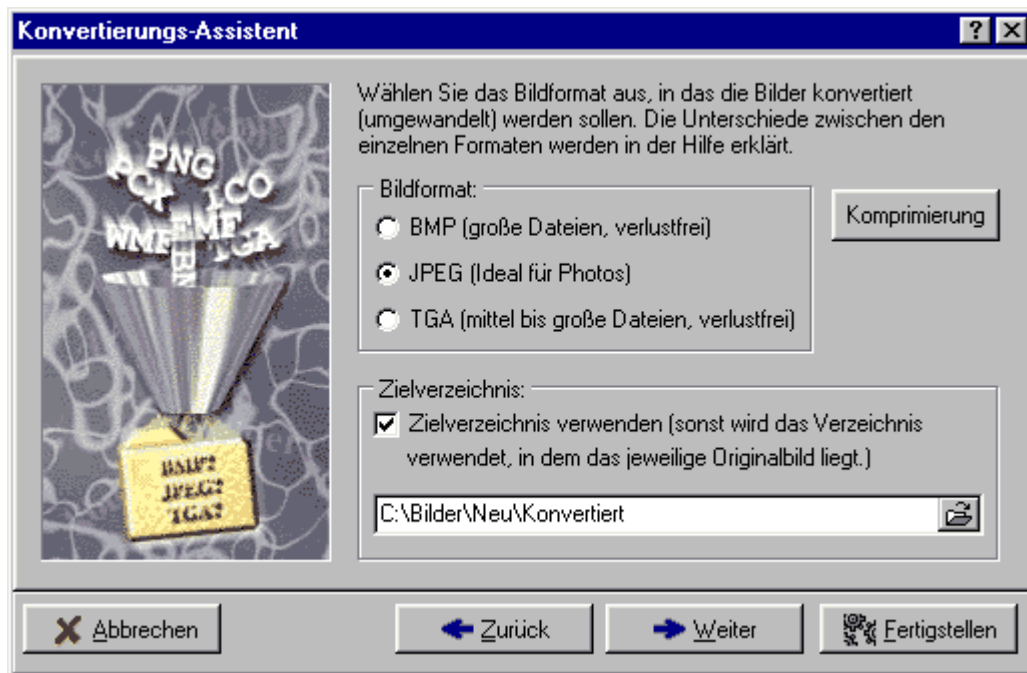 Konvertierungs-Assistent
Wählen Sie das Bildformat aus, in das die Bilder konvertiert
(umgewandelt) werden sollen. Die Unterschiede zwischen den
einzelnen Formaten werden in der Hilfe erklärt.
PNG
PCX
ICO
WMF
EMF
TGA
BMP?
JPEG?
TGA?
Bildformat:
BMP (große Dateien, verlustfrei)
JPEG (Ideal für Photos)
TGA (mittel bis große Dateien, verlustfrei)
Komprimierung
Zielverzeichnis:
Zielverzeichnis verwenden (sonst wird das Verzeichnis
verwendet, in dem das jeweilige Originalbild liegt.)
C:\Bilder\Neu\Konvertiert
Abbrechen
Zurück
Weiter
Fertigstellen